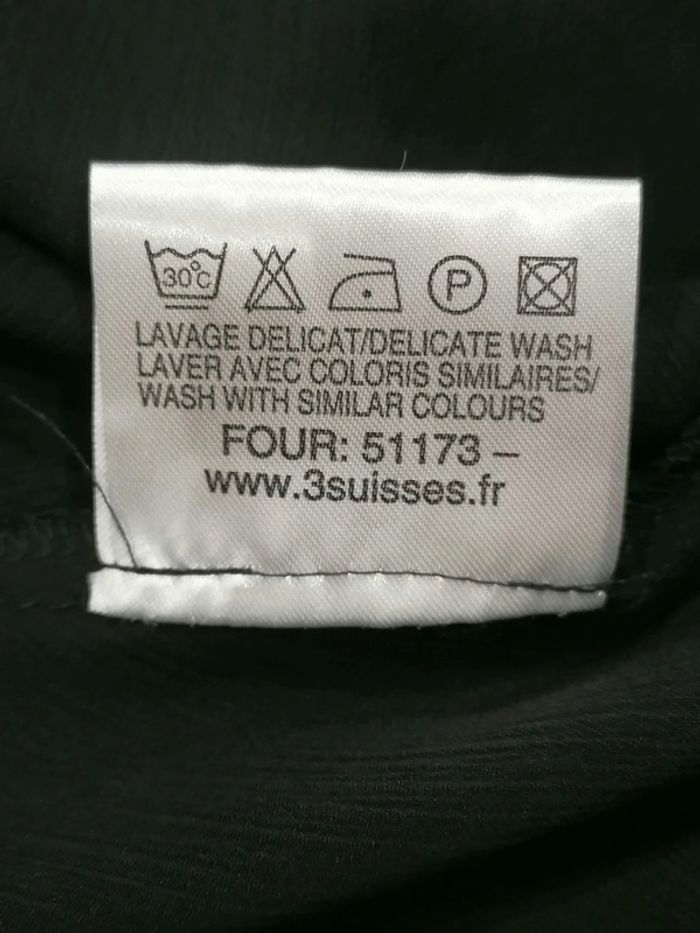 30°C P
LAVAGE DELICAT/DELICATE WASH
LAVER AVEC COLORIS SIMILAIRES/
WASH WITH SIMILAR COLOURS
FOUR: 51173 –
www.3suisses.fr